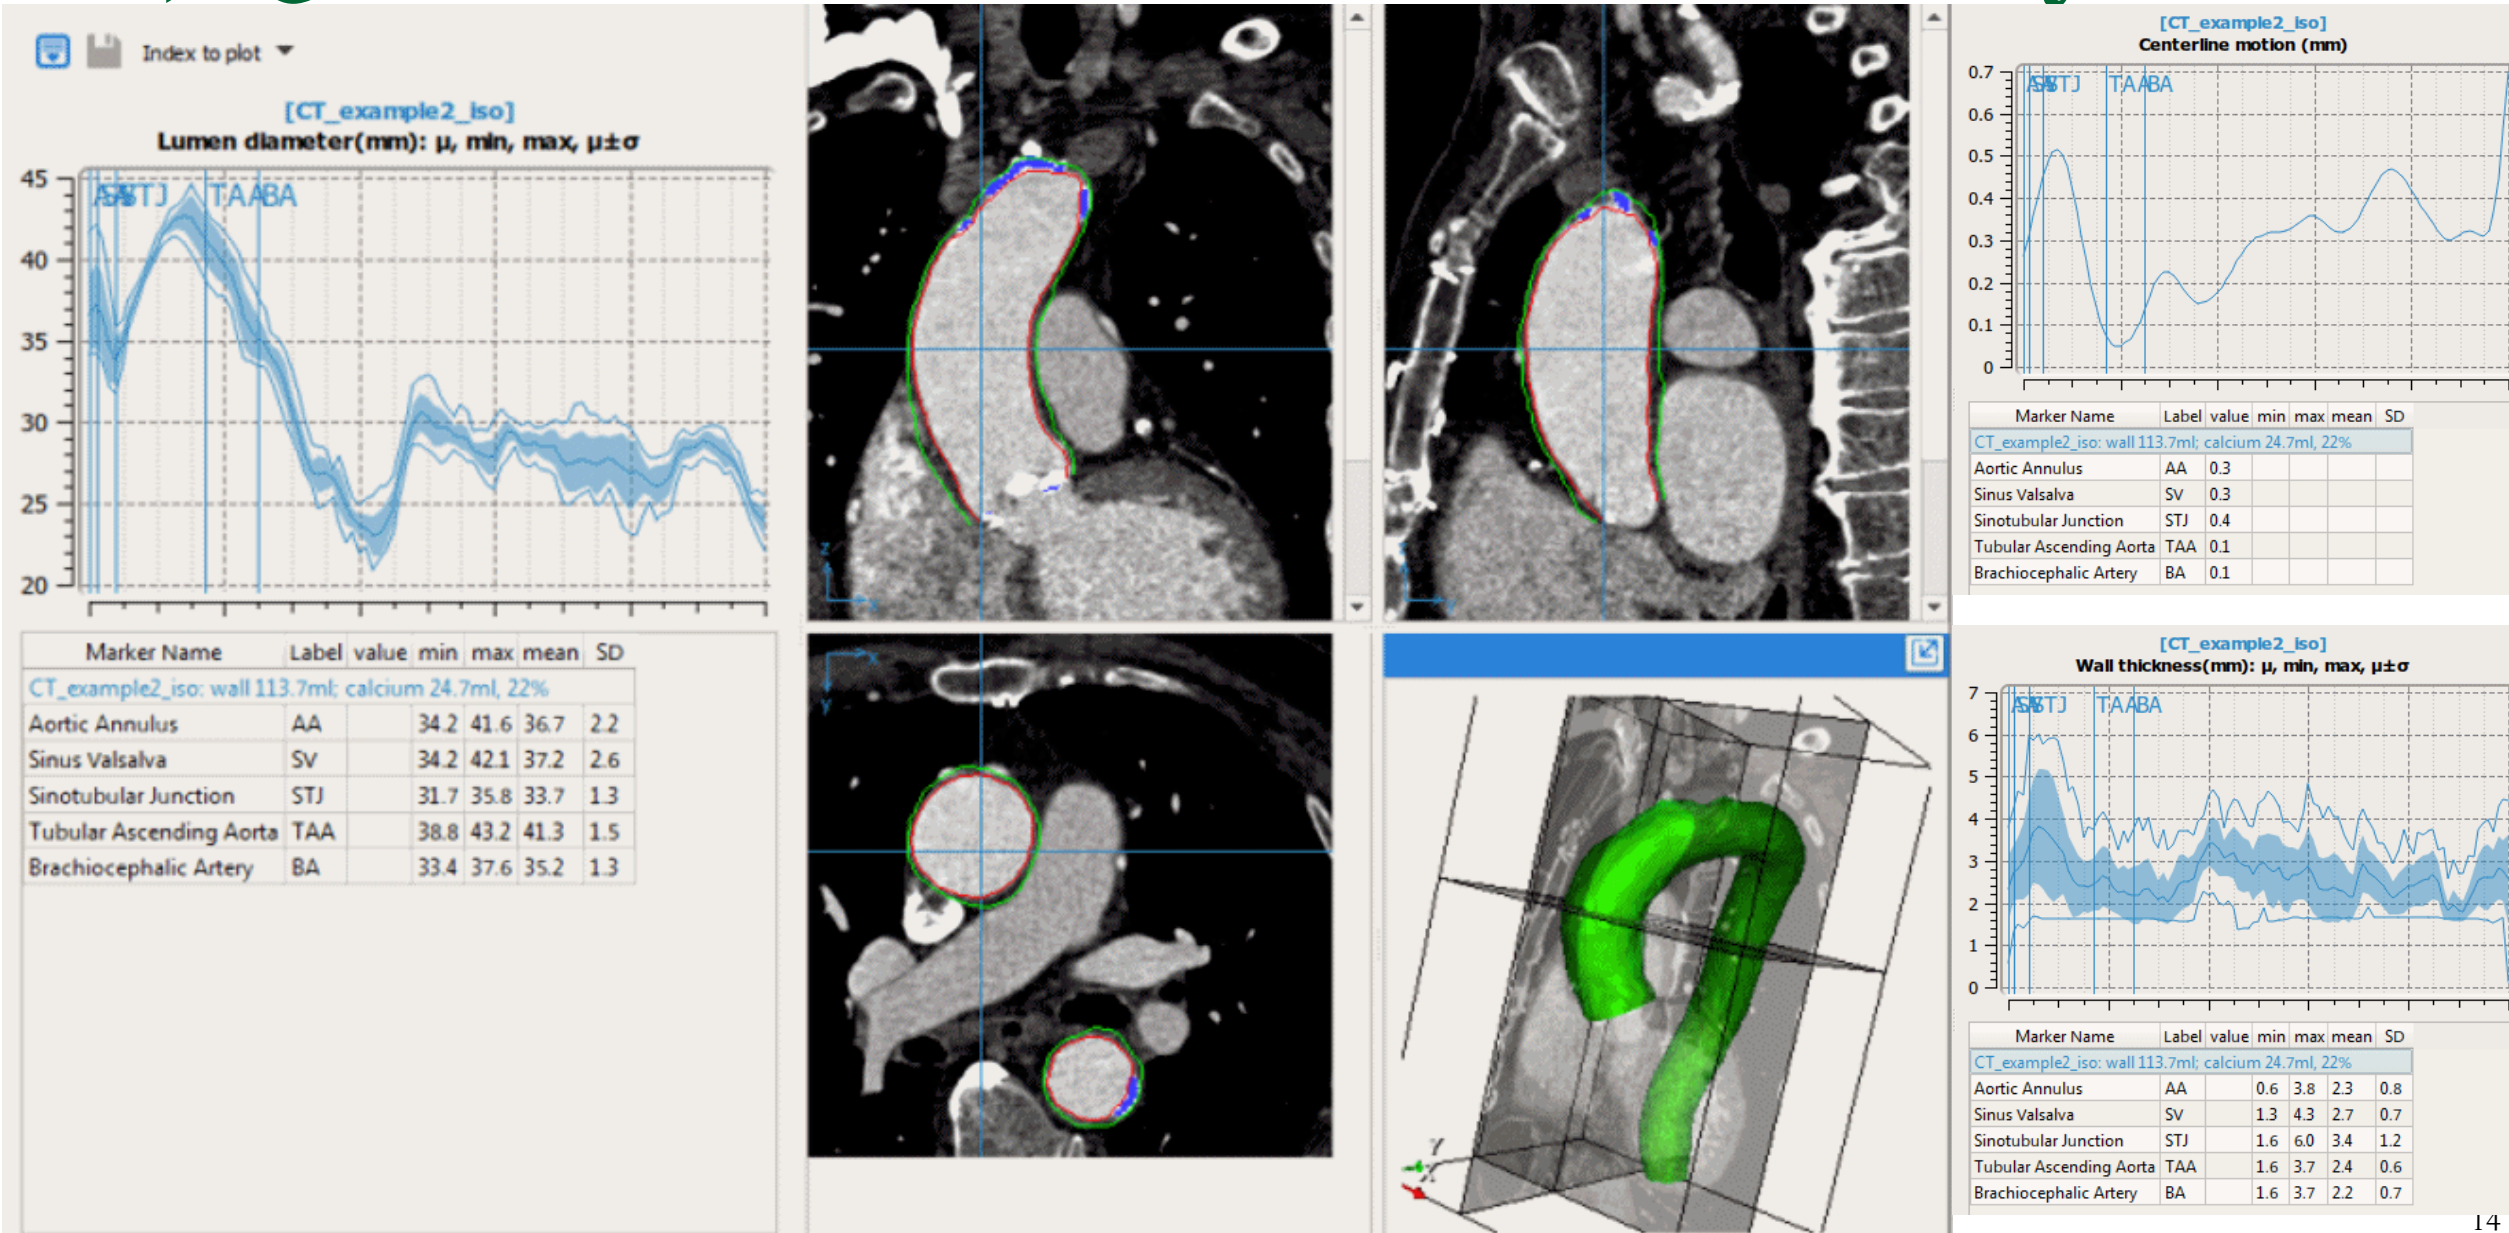 Index to plot
[CT_example2_iso]
Lumen diameter(mm): μ, min, max, μ±σ
45
40
35
30
25
20
STJ TAA BA
Marker Name Label value min max mean SD
CT_example2_iso: wall 113.7ml; calcium 24.7ml, 22%
Aortic Annulus AA 34.2 41.6 36.7 2.2
Sinus Valsalva SV 34.2 42.1 37.2 2.6
Sinotubular Junction STJ 31.7 35.8 33.7 1.3
Tubular Ascending Aorta TAA 38.8 43.2 41.3 1.5
Brachiocephalic Artery BA 33.4 37.6 35.2 1.3
Z
X
Z
Y
X
Y
Y
X
[CT_example2_iso]
Centerline motion (mm)
0.7
0.6
0.5
0.4
0.3
0.2
0.1
0
STJ TAA BA
Marker Name Label value min max mean SD
CT_example2_iso: wall 113.7ml; calcium 24.7ml, 22%
Aortic Annulus AA 0.3
Sinus Valsalva SV 0.3
Sinotubular Junction STJ 0.4
Tubular Ascending Aorta TAA 0.1
Brachiocephalic Artery BA 0.1
[CT_example2_iso]
Wall thickness(mm): μ, min, max, μ±σ
7
6
5
4
3
2
1
0
STJ TAA BA
Marker Name Label value min max mean SD
CT_example2_iso: wall 113.7ml; calcium 24.7ml, 22%
Aortic Annulus AA 0.6 3.8 2.3 0.8
Sinus Valsalva SV 1.3 4.3 2.7 0.7
Sinotubular Junction STJ 1.6 6.0 3.4 1.2
Tubular Ascending Aorta TAA 1.6 3.7 2.4 0.6
Brachiocephalic Artery BA 1.6 3.7 2.2 0.7
14